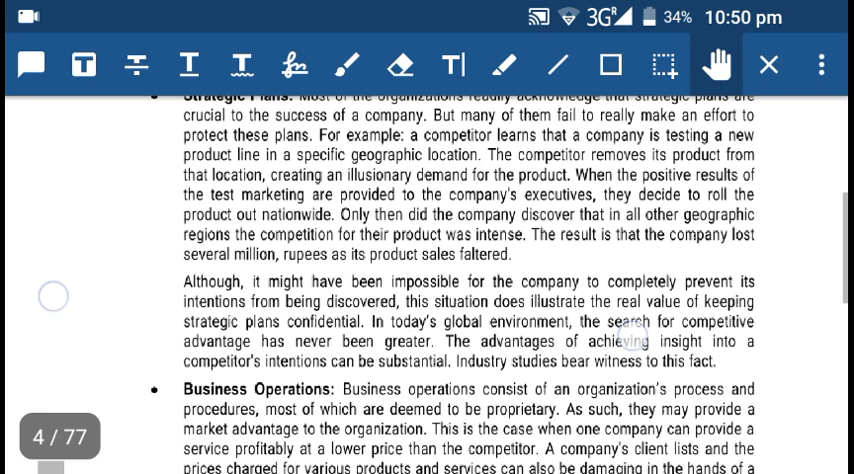 3G R 34% 10:50 pm
T T T T T
• Strategic Plans: Most of the organizations readily acknowledge that strategic plans are
crucial to the success of a company. But many of them fail to really make an effort to
protect these plans. For example: a competitor learns that a company is testing a new
product line in a specific geographic location. The competitor removes its product from
that location, creating an illusionary demand for the product. When the positive results of
the test marketing are provided to the company's executives, they decide to roll the
product out nationwide. Only then did the company discover that in all other geographic
regions the competition for their product was intense. The result is that the company lost
several million, rupees as its product sales faltered.
Although, it might have been impossible for the company to completely prevent its
intentions from being discovered, this situation does illustrate the real value of keeping
strategic plans confidential. In today's global environment, the search for competitive
advantage has never been greater. The advantages of achieving insight into a
competitor's intentions can be substantial. Industry studies bear witness to this fact.
• Business Operations: Business operations consist of an organization's process and
procedures, most of which are deemed to be proprietary. As such, they may provide a
market advantage to the organization. This is the case when one company can provide a
service profitably at a lower price than the competitor. A company's client lists and the
prices charged for various products and services can also be damaging in the hands of a
4 / 77